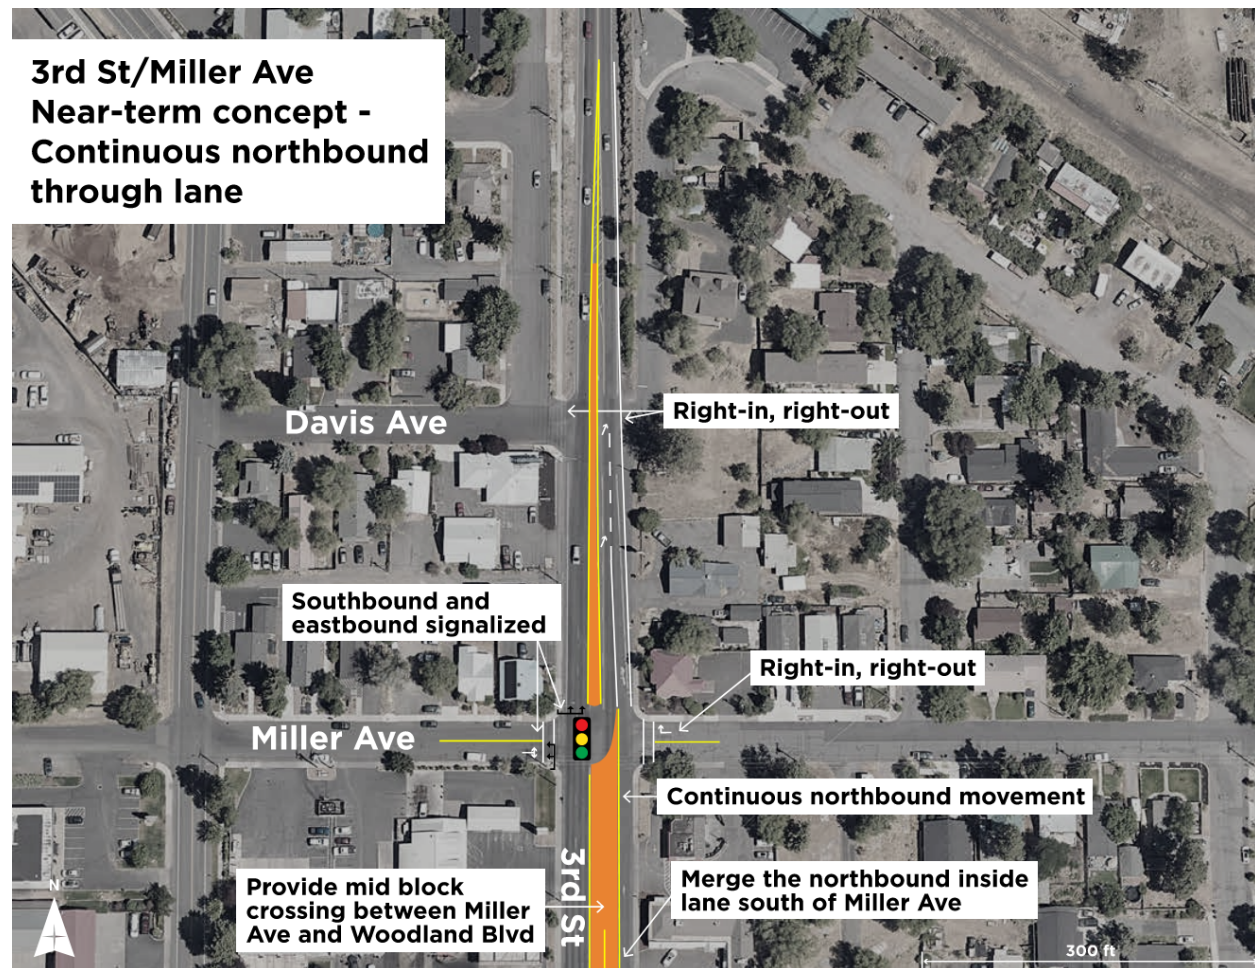 3rd St/Miller Ave
Near-term concept -
Continuous northbound
through lane
Davis Ave
Right-in, right-out
Southbound and
eastbound signalized
Right-in, right-out
Miller Ave
Continuous northbound movement
3rd St
Provide mid block
crossing between Miller
Ave and Woodland Blvd
Merge the northbound inside
lane south of Miller Ave
N
300 ft